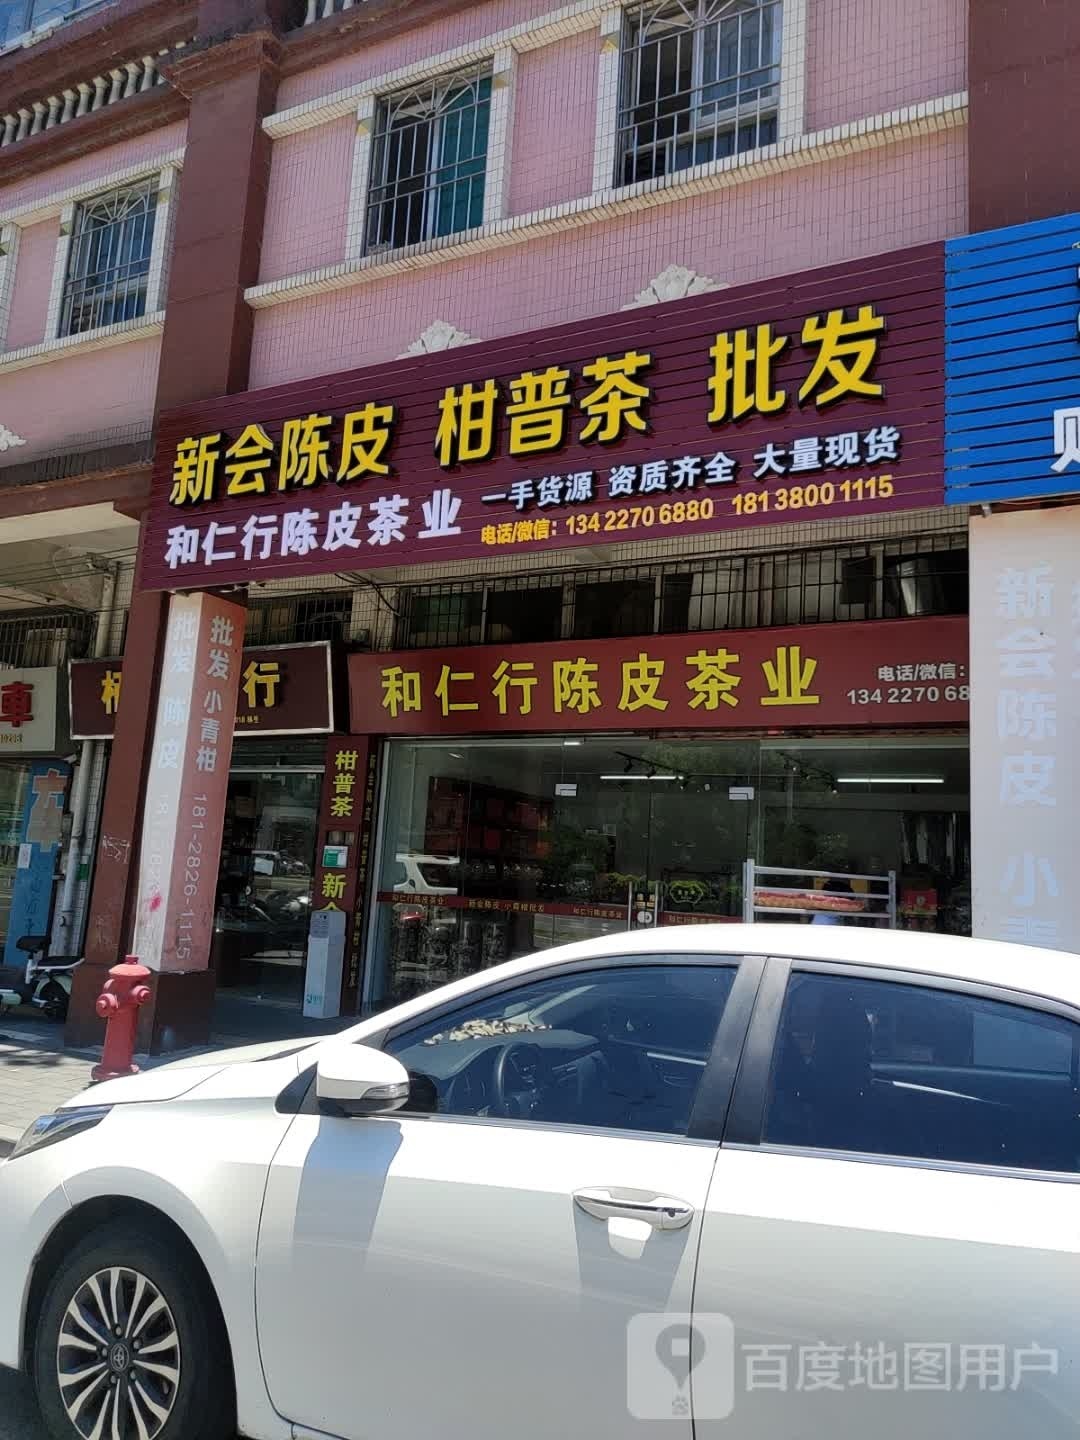 新会陈皮 柑普茶 批发
和仁行陈皮茶业
一手货源 资质齐全 大量现货
电话/微信: 134 2270 6880 181 3800 1115
和仁行陈皮茶业
电话/微信:
134 2270 68
批发 陈皮
批发 小青柑 181-2826-1115
行
車
柑普茶 新会
新会陈皮 小青
和仁行陈皮茶业
新会陈皮 小青柑批发
和仁行陈皮茶业
百度地图用户